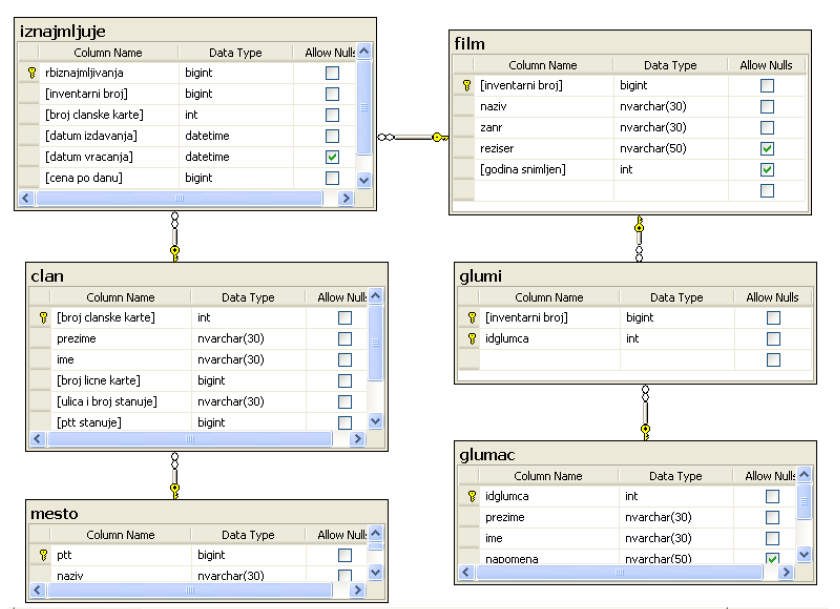 iznajmljuje
Column Name Data Type Allow Nulls
rbiznajmljivanja bigint
[inventarni broj] bigint
[broj clanske karte] int
[datum izdavanja] datetime
[datum vracanja] datetime
[cena po danu] bigint
film
Column Name Data Type Allow Nulls
[inventarni broj] bigint
naziv nvarchar(30)
zanr nvarchar(30)
reziser nvarchar(50)
[godina snimljen] int
clan
Column Name Data Type Allow Nulls
[broj clanske karte] int
prezime nvarchar(30)
ime nvarchar(30)
[broj licne karte] bigint
[ulica i broj stanuje] nvarchar(30)
[ptt stanuje] bigint
glumi
Column Name Data Type Allow Nulls
[inventarni broj] bigint
idglumca int
mesto
Column Name Data Type Allow Nulls
ptt bigint
naziv nvarchar(30)
glumac
Column Name Data Type Allow Nulls
idglumca int
prezime nvarchar(30)
ime nvarchar(30)
napomena nvarchar(50)